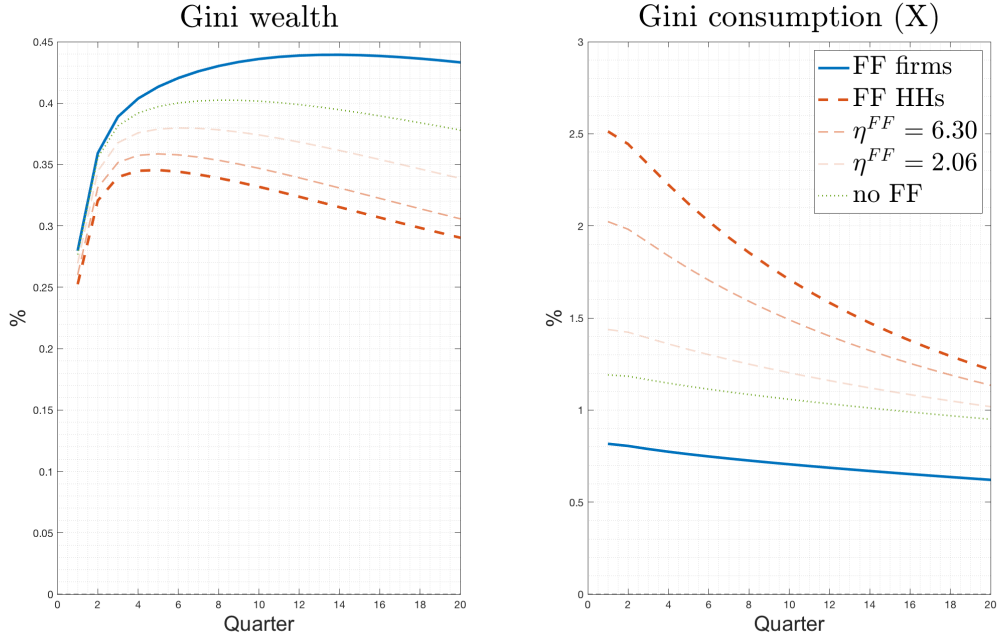 Gini wealth
0.45
0.4
0.35
0.3
0.25
0.2
0.15
0.1
0.05
0
%
0 2 4 6 8 10 12 14 16 18 20
Quarter
Gini consumption (X)
3
2.5
2
1.5
1
0.5
0
%
0 2 4 6 8 10 12 14 16 18 20
Quarter
FF firms
FF HHs
η^{FF} = 6.30
η^{FF} = 2.06
no FF